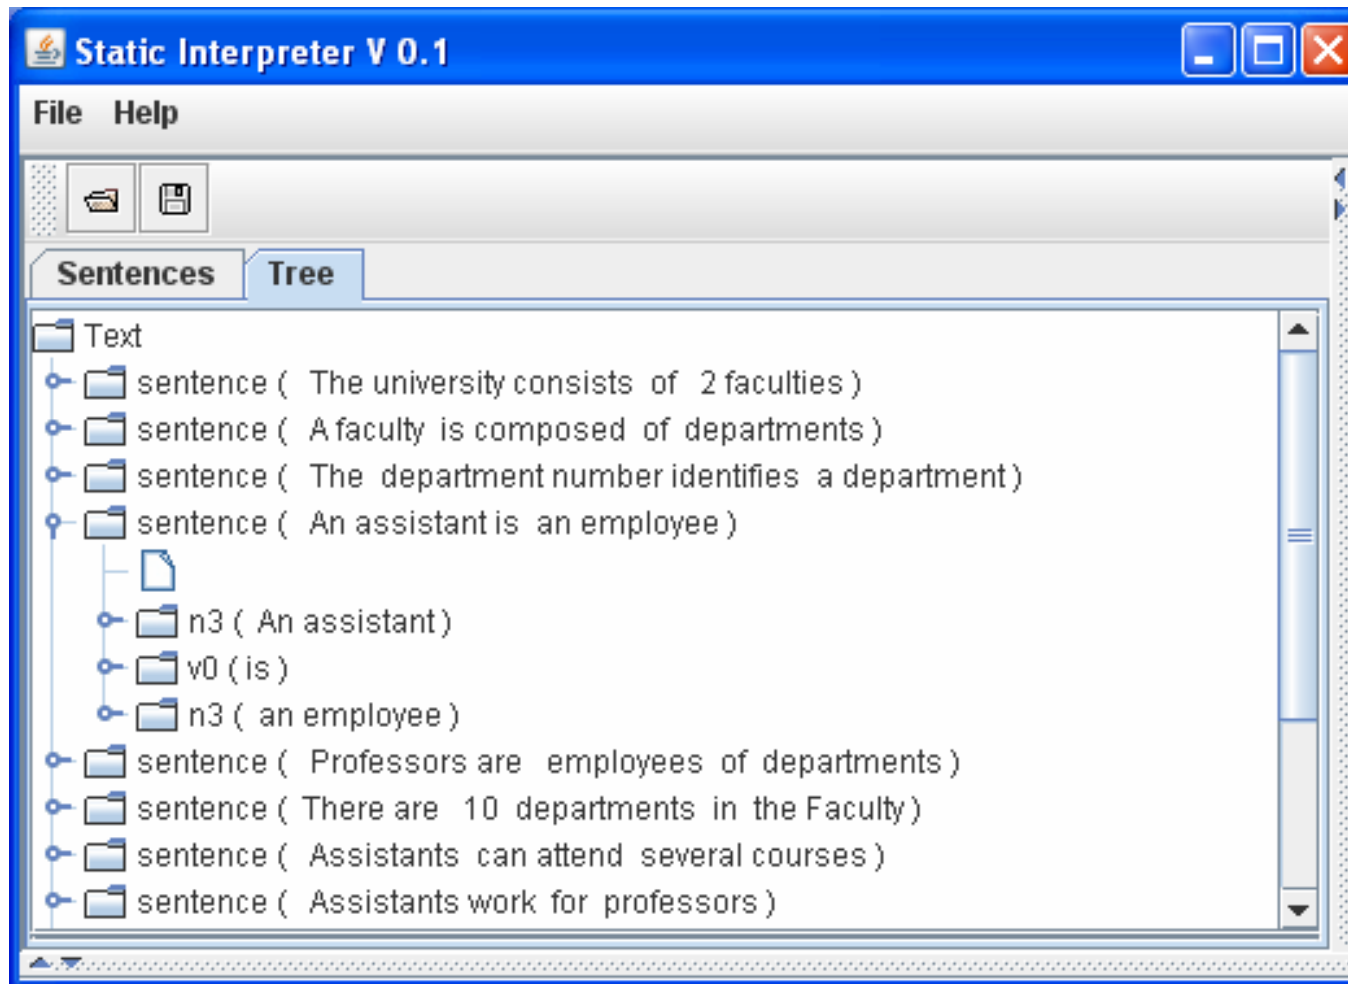 Static Interpreter V 0.1
File Help
Sentences Tree
Text
sentence ( The university consists of 2 faculties )
sentence ( A faculty is composed of departments )
sentence ( The department number identifies a department )
sentence ( An assistant is an employee )
n3 ( An assistant )
v0 ( is )
n3 ( an employee )
sentence ( Professors are employees of departments )
sentence ( There are 10 departments in the Faculty )
sentence ( Assistants can attend several courses )
sentence ( Assistants work for professors )